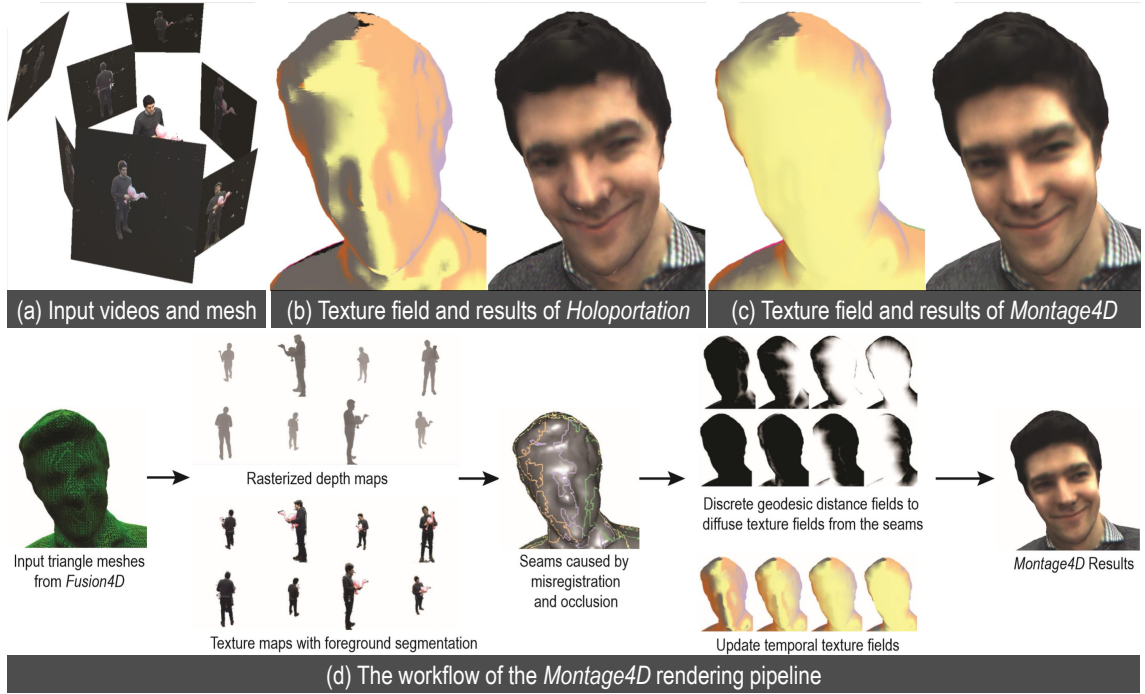 (a) Input videos and mesh
(b) Texture field and results of Holoportation
(c) Texture field and results of Montage4D
Input triangle meshes
from Fusion4D
Rasterized depth maps
Texture maps with foreground segmentation
Seams caused by
misregistration
and occlusion
Discrete geodesic distance fields to
diffuse texture fields from the seams
Update temporal texture fields
Montage4D Results
(d) The workflow of the Montage4D rendering pipeline